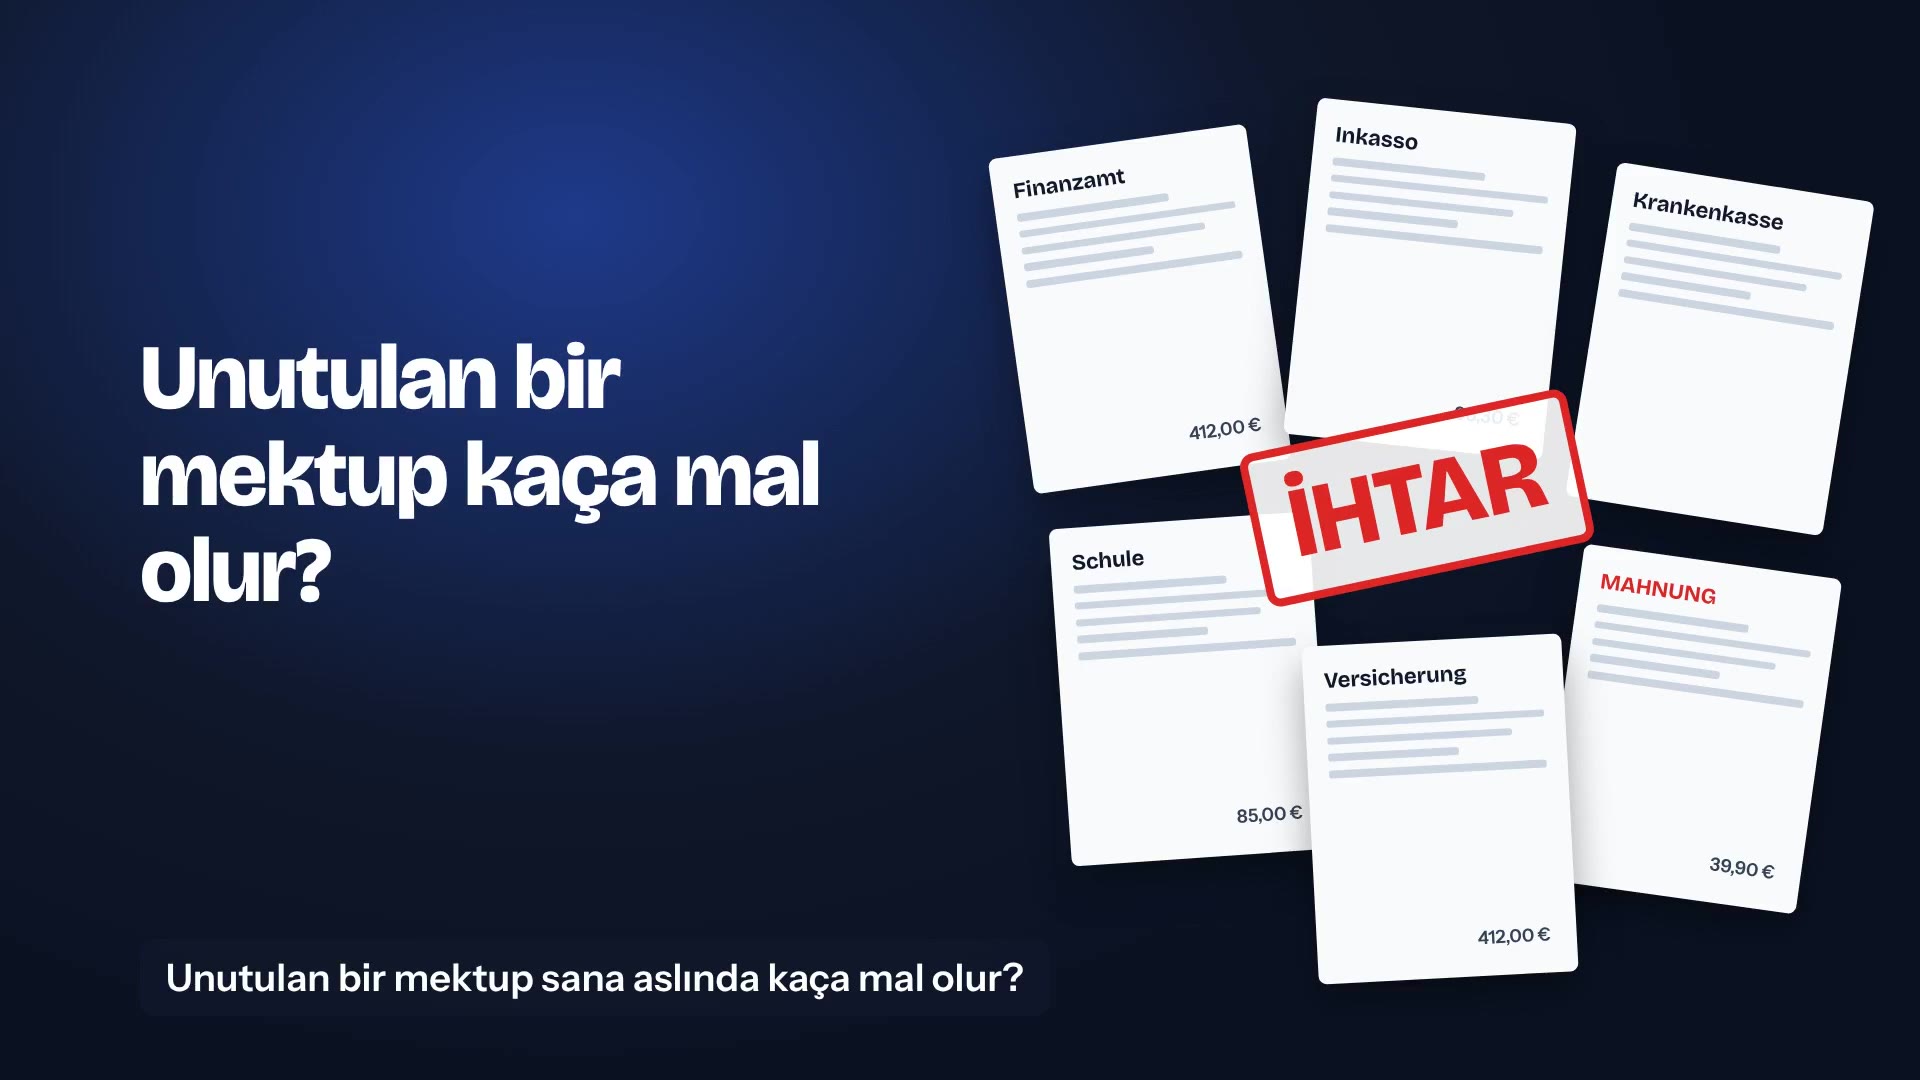 Unutulan bir
mektup kaça mal
olur?
Finanzamt
412,00 €
Inkasso
Krankenkasse
İHTAR
Schule
85,00 €
Versicherung
412,00 €
MAHNUNG
39,90 €
Unutulan bir mektup sana aslında kaça mal olur?